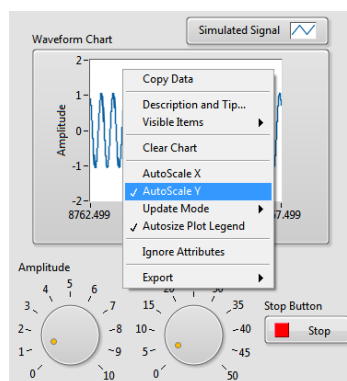 Simulated Signal
Waveform Chart
Amplitude
2-
1-
0-
-1-
-2-
8762.499
7.499
Copy Data
Description and Tip...
Visible Items
Clear Chart
AutoScale X
✓ AutoScale Y
Update Mode
✓ Autosize Plot Legend
Ignore Attributes
Export
Amplitude
0 1 2 3 4 5 6 7 8 9 10
0 5 10 15 35 40 45 50
Stop Button
Stop